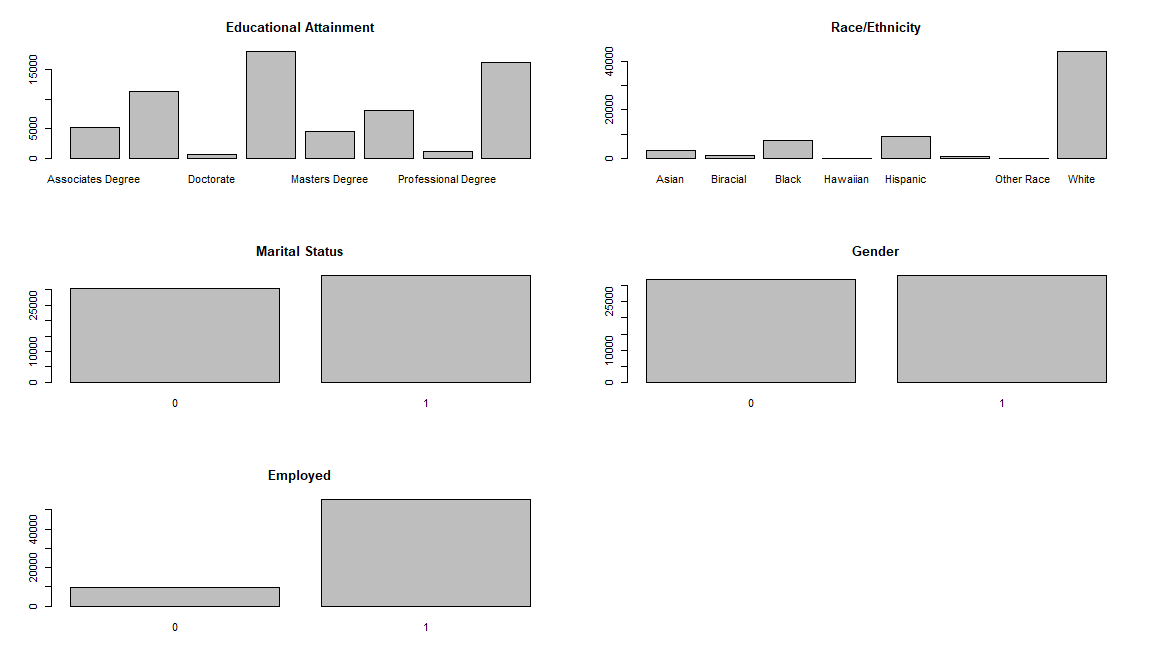 Educational Attainment
15000
5000
0
Associates Degree Doctorate Masters Degree Professional Degree
Race/Ethnicity
40000
20000
0
Asian Biracial Black Hawaiian Hispanic Other Race White
Marital Status
25000
10000
0
0 1
Gender
25000
10000
0
0 1
Employed
40000
20000
0
0 1